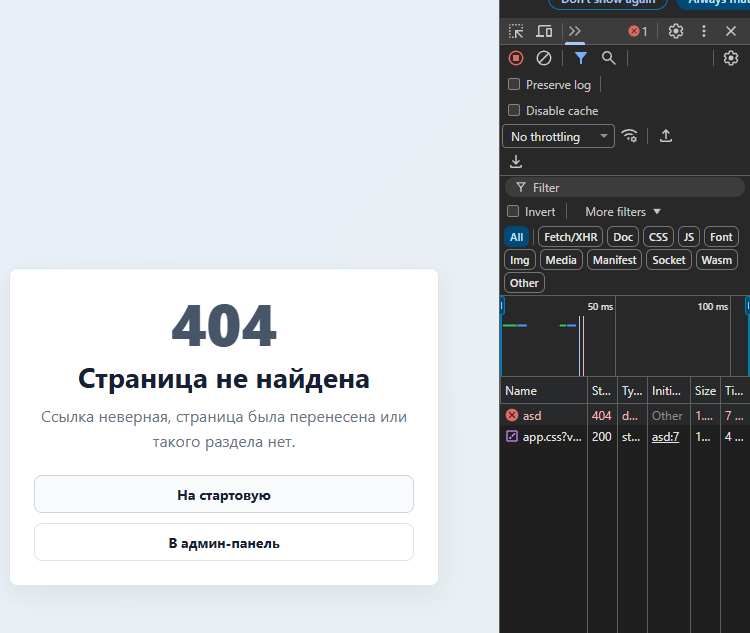 Don't show again
Always mat
1
Preserve log
Disable cache
No throttling
Filter
Invert
More filters
All
Fetch/XHR
Doc
CSS
JS
Font
Img
Media
Manifest
Socket
Wasm
Other
50 ms
100 ms
404
Страница не найдена
Ссылка неверная, страница была перенесена или
такого раздела нет.
На стартовую
В админ-панель
Name
St...
Ty...
Initi...
Size
Ti...
asd
404
d...
Other
1....
7 ...
app.css?v...
200
st...
asd:7
1...
4 ...